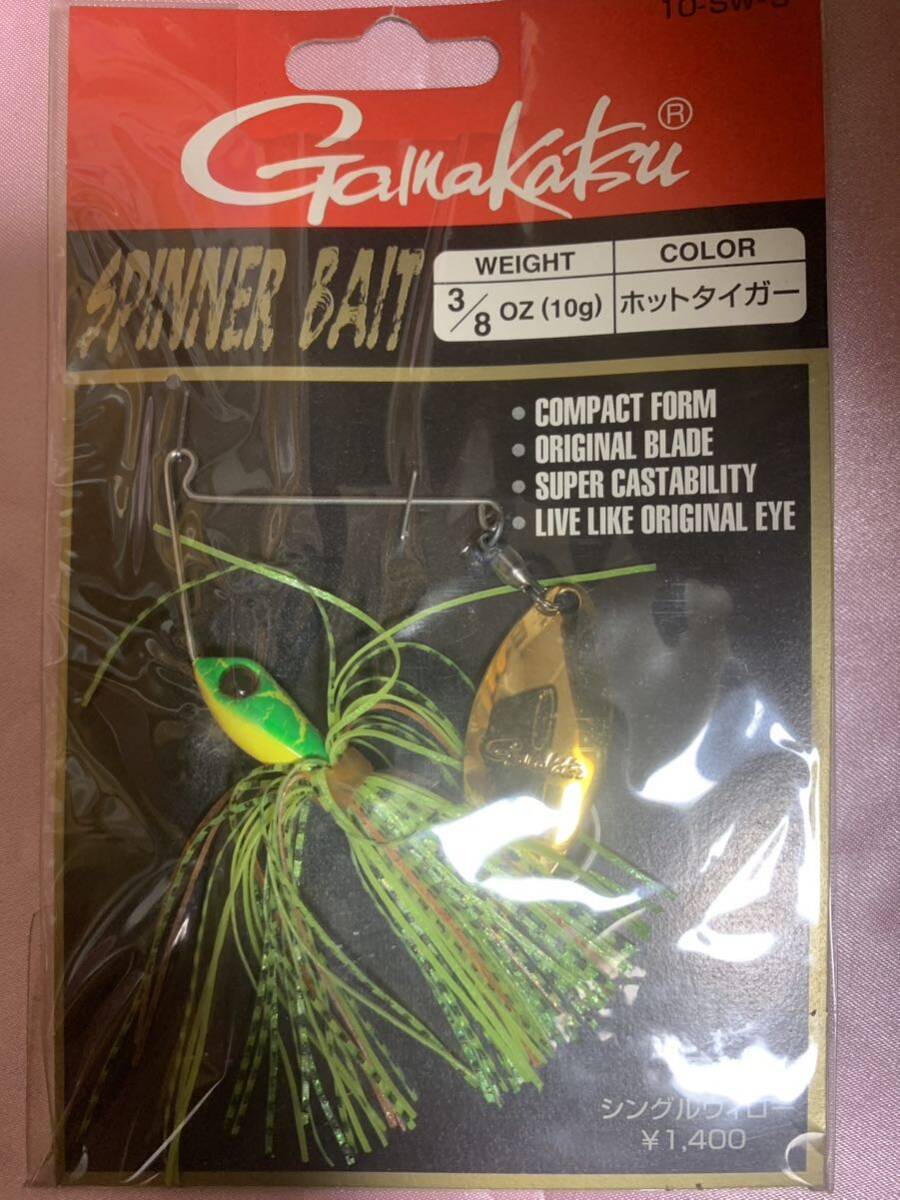 Gamakatsu®
SPINNER BAIT
WEIGHT
3/8 OZ (10g)
COLOR
ホットタイガー
• COMPACT FORM
• ORIGINAL BLADE
• SUPER CASTABILITY
• LIVE LIKE ORIGINAL EYE
Gamakatsu
シングルウィロー
¥1,400